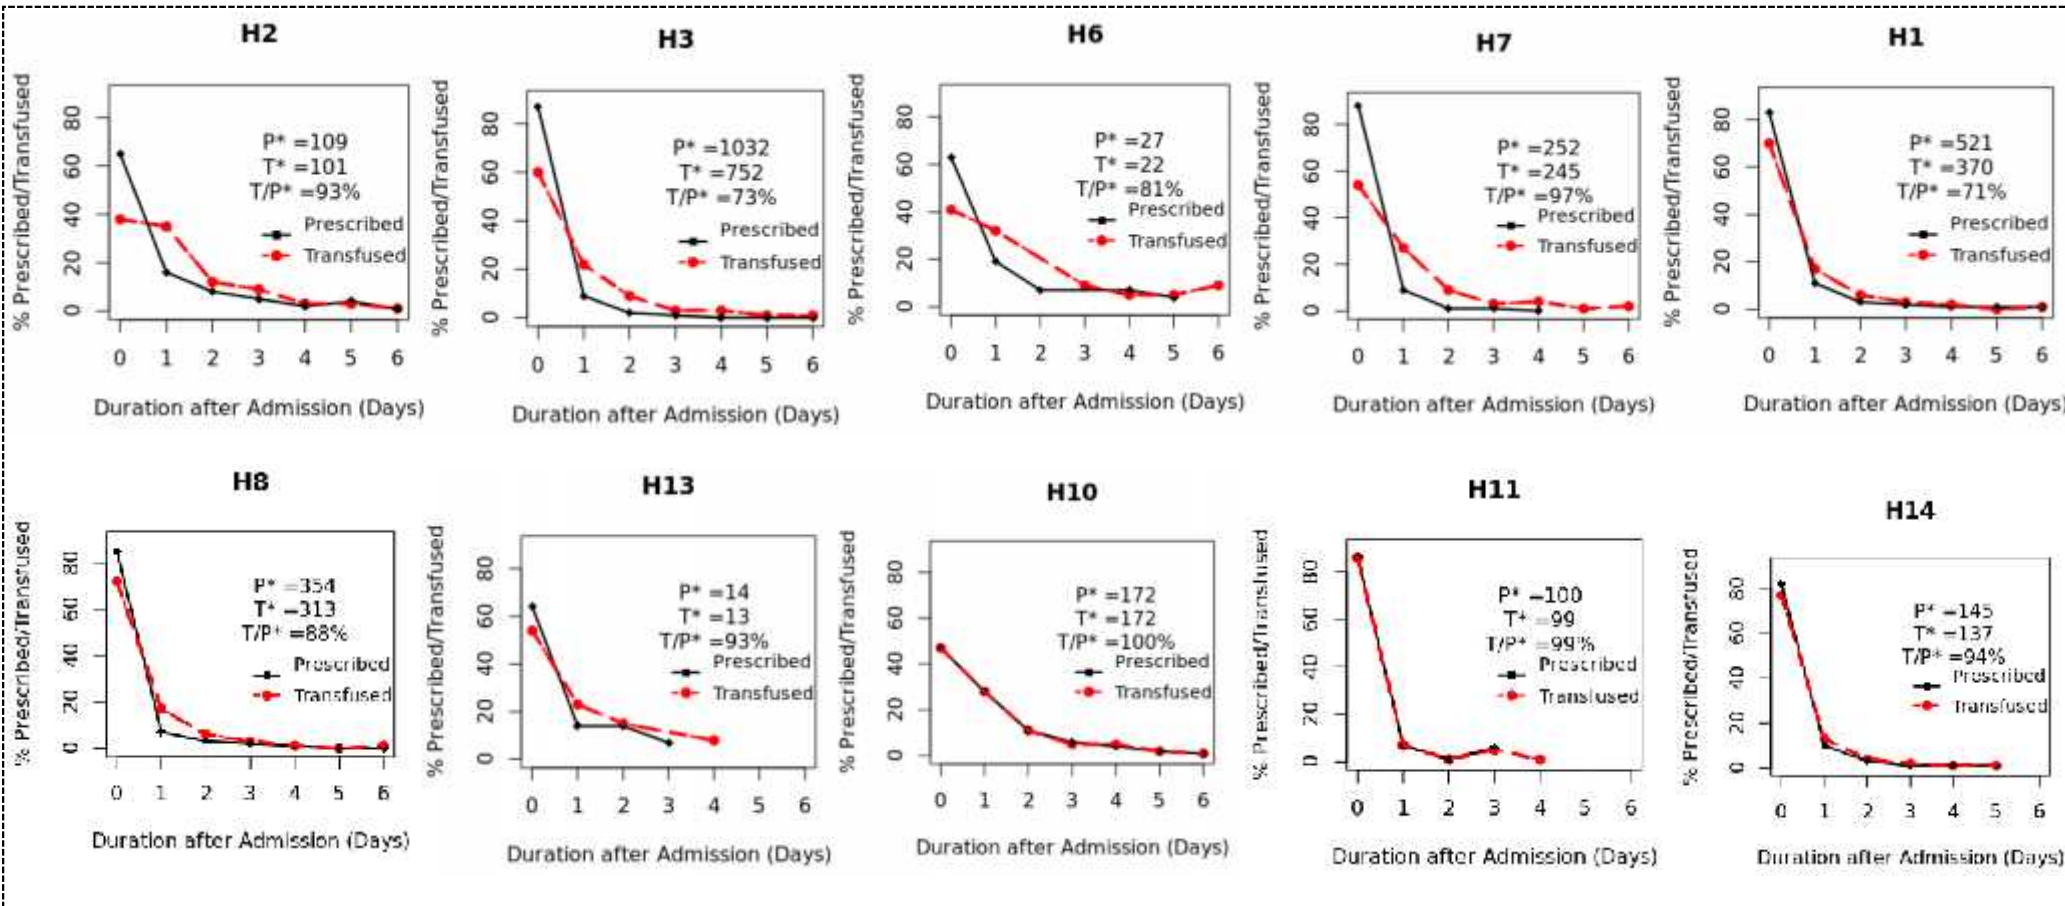 H2
% Prescribed/Transfused
80
60
40
20
0
P* =109
T* =101
T/P* =93%
Prescribed
Transfused
0 1 2 3 4 5 6
Duration after Admission (Days)
H3
% Prescribed/Transfused
80
60
40
20
0
P* =1032
T* =752
T/P* =73%
Prescribed
Transfused
0 1 2 3 4 5 6
Duration after Admission (Days)
H6
% Prescribed/Transfused
80
60
40
20
0
P* =27
T* =22
T/P* =81%
Prescribed
Transfused
0 1 2 3 4 5 6
Duration after Admission (Days)
H7
% Prescribed/Transfused
80
60
40
20
0
P* =252
T* =245
T/P* =97%
Prescribed
Transfused
0 1 2 3 4 5 6
Duration after Admission (Days)
H1
% Prescribed/Transfused
80
60
40
20
0
P* =521
T* =370
T/P* =71%
Prescribed
Transfused
0 1 2 3 4 5 6
Duration after Admission (Days)
H8
% Prescribed/Transfused
80
60
40
20
0
P* =354
T* =313
T/P* =88%
Prescribed
Transfused
0 1 2 3 4 5 6
Duration after Admission (Days)
H13
% Prescribed/Transfused
80
60
40
20
0
P* =14
T* =13
T/P* =93%
Prescribed
Transfused
0 1 2 3 4 5 6
Duration after Admission (Days)
H10
% Prescribed/Transfused
80
60
40
20
0
P* =172
T* =172
T/P* =100%
Prescribed
Transfused
0 1 2 3 4 5 6
Duration after Admission (Days)
H11
% Prescribed/Transfused
80
60
40
20
0
P* =100
T* =99
T/P* =99%
Prescribed
Transfused
0 1 2 3 4 5 6
Duration after Admission (Days)
H14
% Prescribed/Transfused
80
60
40
20
0
P* =145
T* =137
T/P* =94%
Prescribed
Transfused
0 1 2 3 4 5 6
Duration after Admission (Days)